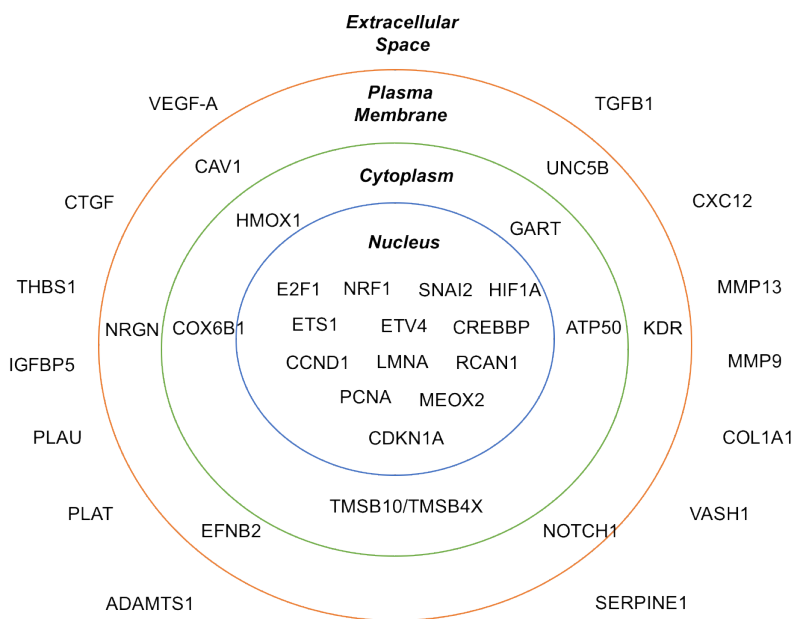 Extracellular
Space
VEGF-A
Plasma
Membrane
TGFB1
CAV1
Cytoplasm
UNC5B
CTGF
HMOX1
GART
CXC12
Nucleus
THBS1
E2F1
NRF1
SNAI2
HIF1A
MMP13
NRGN
COX6B1
ETS1
ETV4
CREBBP
ATP50
KDR
IGFBP5
CCND1
LMNA
RCAN1
MMP9
PCNA
MEOX2
PLAU
CDKN1A
COL1A1
PLAT
TMSB10/TMSB4X
VASH1
EFNB2
NOTCH1
ADAMTS1
SERPINE1